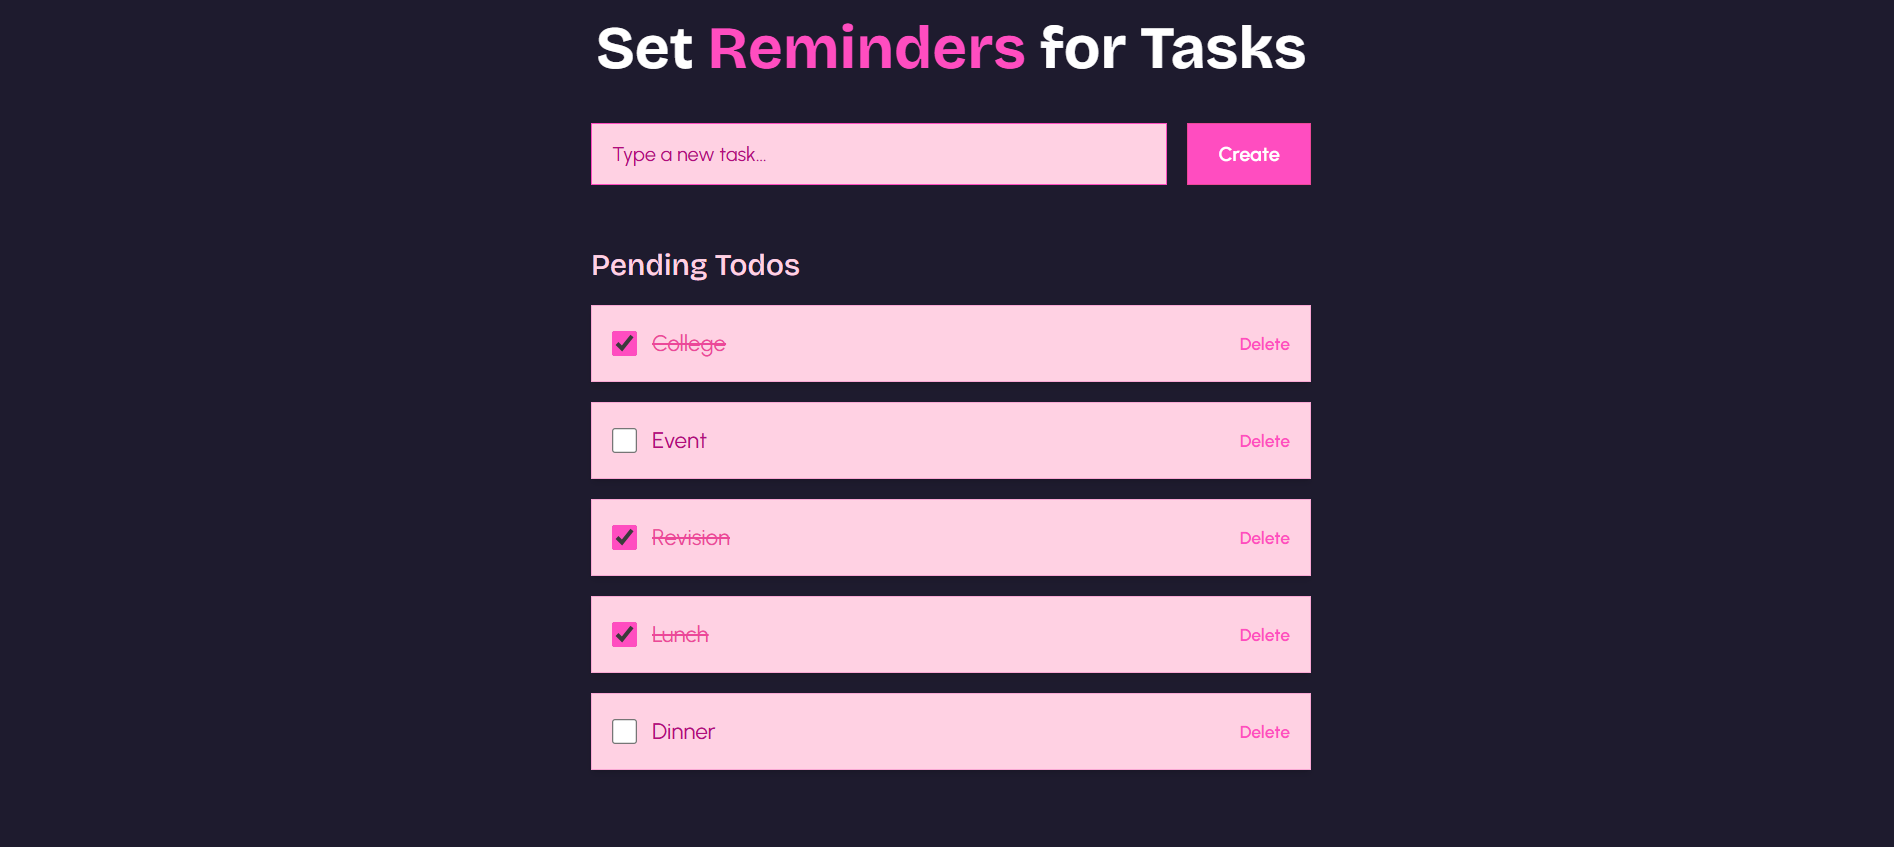 Set Reminders for Tasks
Type a new task...
Create
Pending Todos
College
Delete
Event
Delete
Revision
Delete
Lunch
Delete
Dinner
Delete